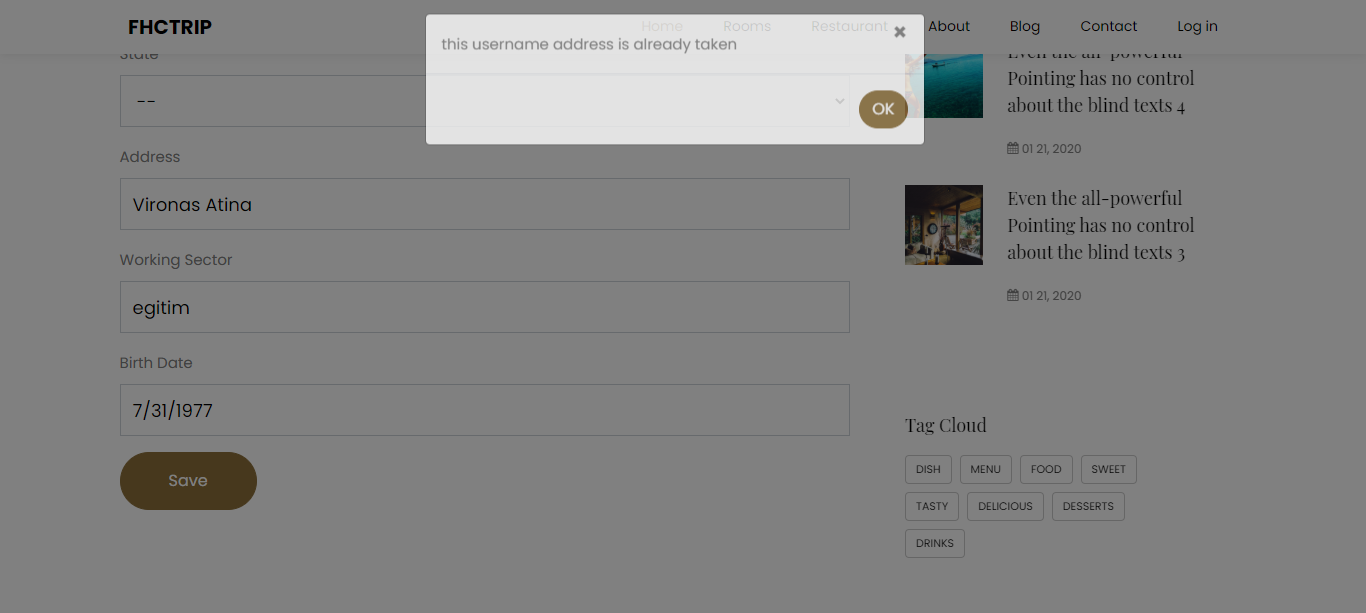 FHCTRIP
Home Rooms Restaurant About Blog Contact Log in
this username address is already taken
✖
OK
State
--
Address
Vironas Atina
Working Sector
egitim
Birth Date
7/31/1977
Save
Even the all-powerful
Pointing has no control
about the blind texts 4
01 21, 2020
Even the all-powerful
Pointing has no control
about the blind texts 3
01 21, 2020
Tag Cloud
DISH MENU FOOD SWEET
TASTY DELICIOUS DESSERTS
DRINKS